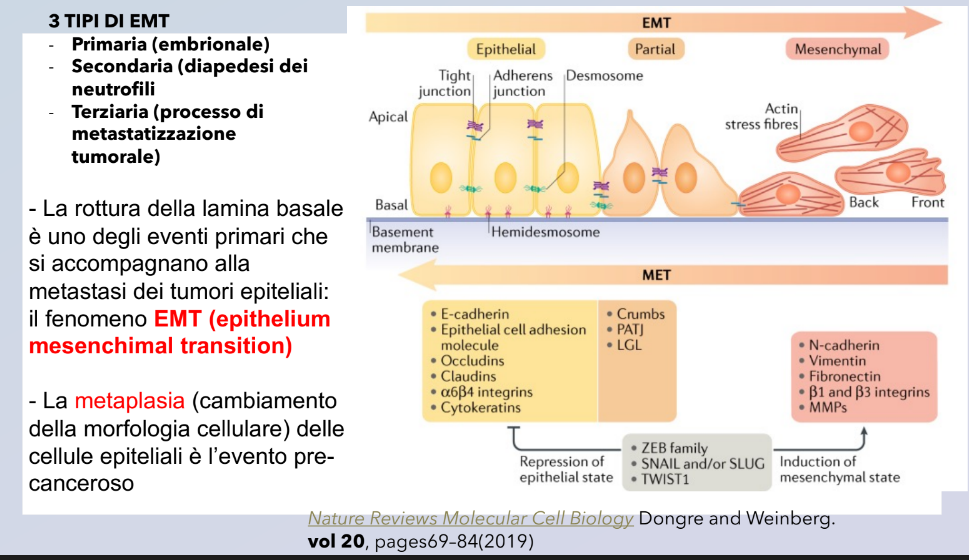 3 TIPI DI EMT
- Primaria (embrionale)
- Secondaria (diapedesi dei
neutrofili
- Terziaria (processo di
metastatizzazione
tumorale)
- La rottura della lamina basale
è uno degli eventi primari che
si accompagnano alla
metastasi dei tumori epiteliali:
il fenomeno EMT (epithelium
mesenchimal transition)
- La metaplasia (cambiamento
della morfologia cellulare) delle
cellule epiteliali è l'evento pre-
canceroso
EMT
Epithelial
Partial
Mesenchymal
Tight
junction
Adherens
junction
Desmosome
Actin
stress fibres
Apical
Basal
Back
Front
Basement
membrane
Hemidesmosome
MET
• E-cadherin
• Epithelial cell adhesion
molecule
• Occludins
• Claudins
• α6β4 integrins
• Cytokeratins
• Crumbs
• PATJ
• LGL
• N-cadherin
• Vimentin
• Fibronectin
• β1 and β3 integrins
• MMPs
Repression of
epithelial state
• ZEB family
• SNAIL and/or SLUG
• TWIST1
Induction of
mesenchymal state
Nature Reviews Molecular Cell Biology Dongre and Weinberg.
vol 20, pages69–84(2019)